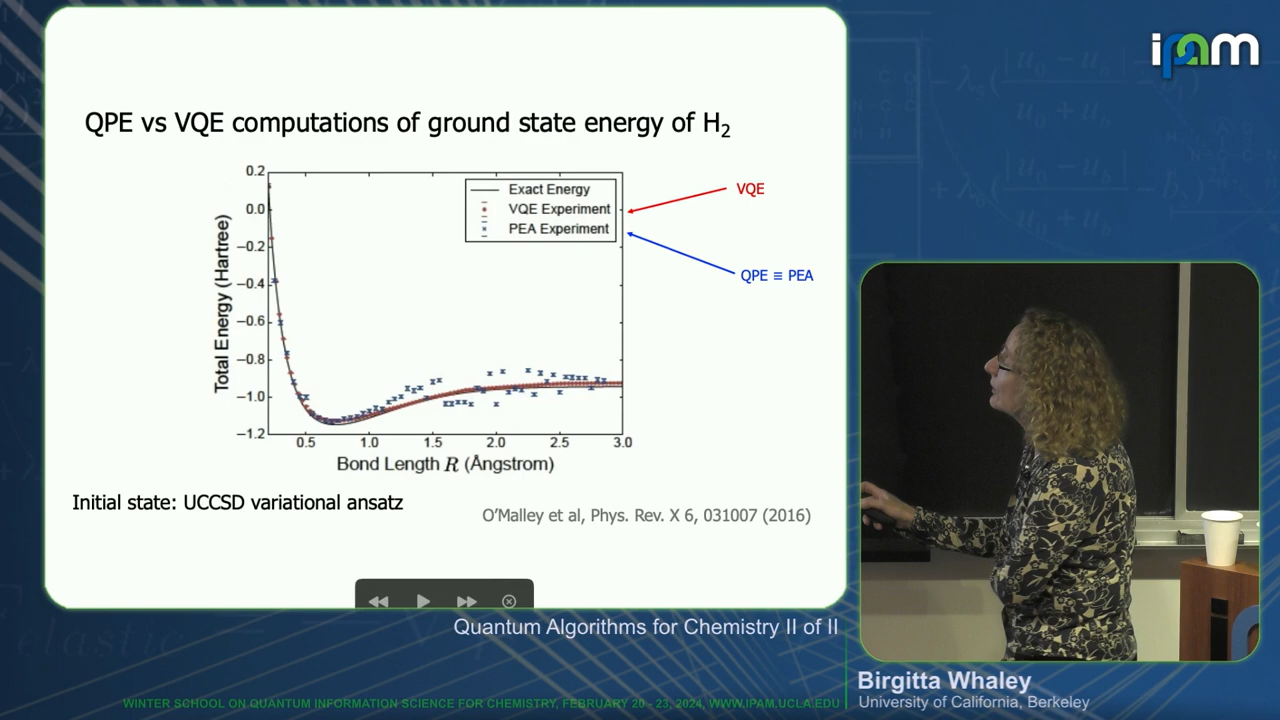 ipam
QPE vs VQE computations of ground state energy of H₂
0.2
0.0
−0.2
−0.4
−0.6
−0.8
−1.0
−1.2
Total Energy (Hartree)
Exact Energy
VQE Experiment
PEA Experiment
VQE
QPE ≡ PEA
0.5
1.0
1.5
2.0
2.5
3.0
Bond Length R (Ångstrom)
Initial state: UCCSD variational ansatz
O’Malley et al, Phys. Rev. X 6, 031007 (2016)
Quantum Algorithms for Chemistry II of II
Birgitta Whaley
University of California, Berkeley
WINTER SCHOOL ON QUANTUM INFORMATION SCIENCE FOR CHEMISTRY, FEBRUARY 20 - 23, 2024, WWW.IPAM.UCLA.EDU
elastic